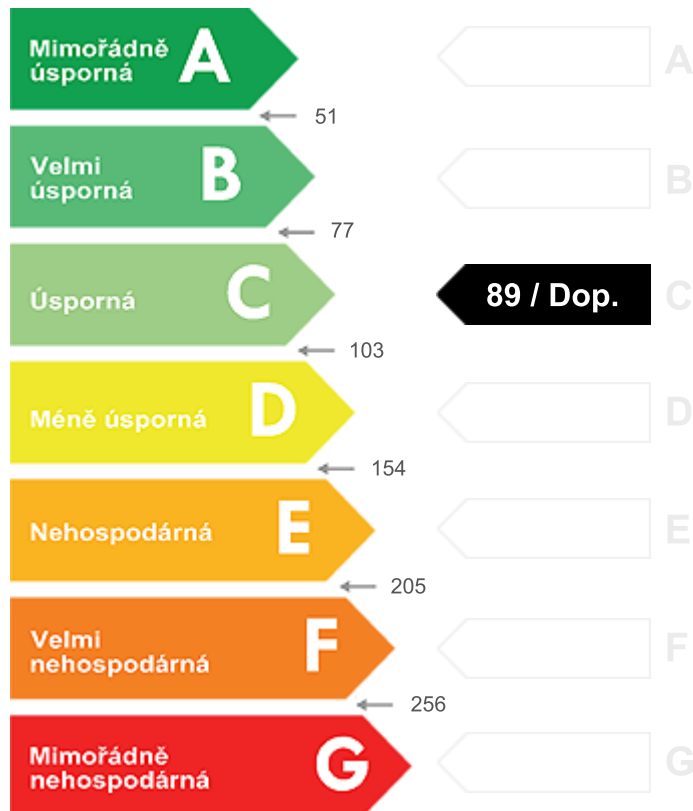 Mimořádně
úsporná
A
A
51
Velmi
úsporná
B
B
77
Úsporná
C
89 / Dop.
C
103
Méně úsporná
D
D
154
Nehospodárná
E
E
205
Velmi
nehospodárná
F
F
256
Mimořádně
nehospodárná
G
G